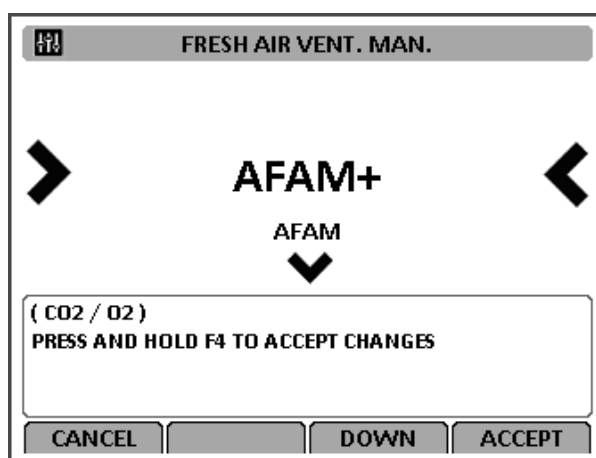 FRESH AIR VENT. MAN.
AFAM+
AFAM
( CO2 / O2 )
PRESS AND HOLD F4 TO ACCEPT CHANGES
CANCEL DOWN ACCEPT